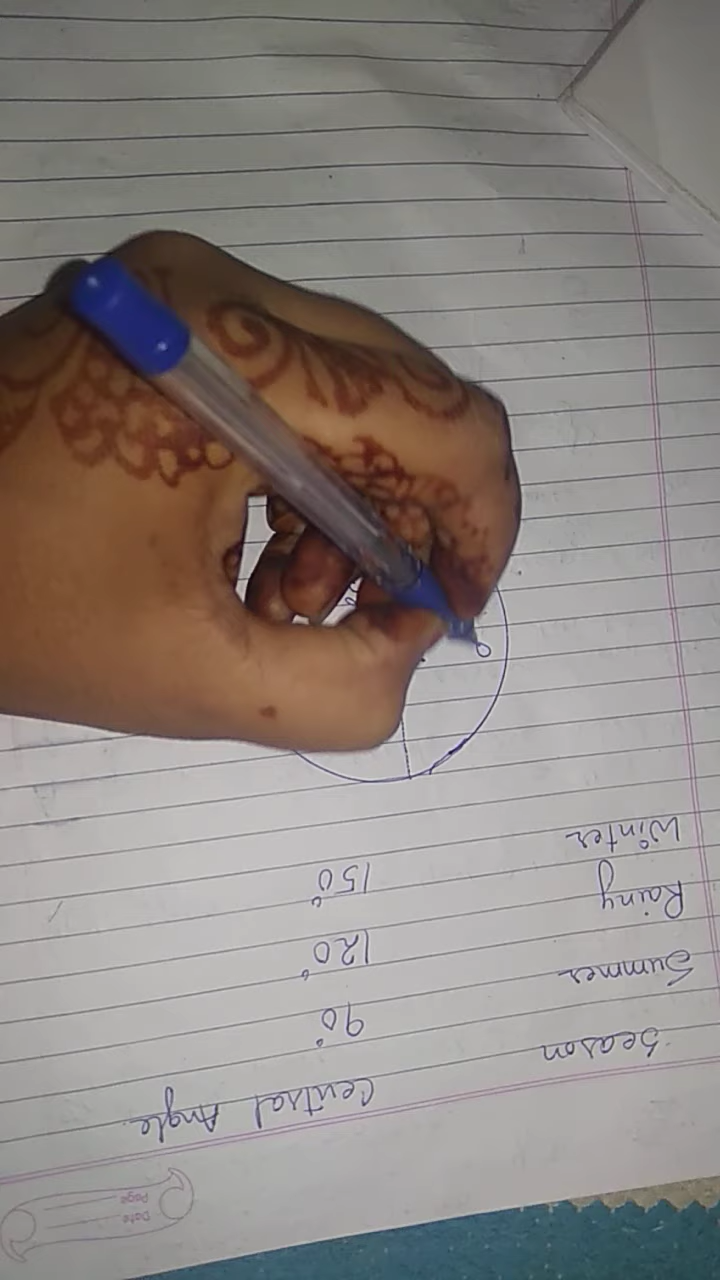 Date
Page
Season Central Angle
Summer 90°
Rainy 120°
Winter 150°